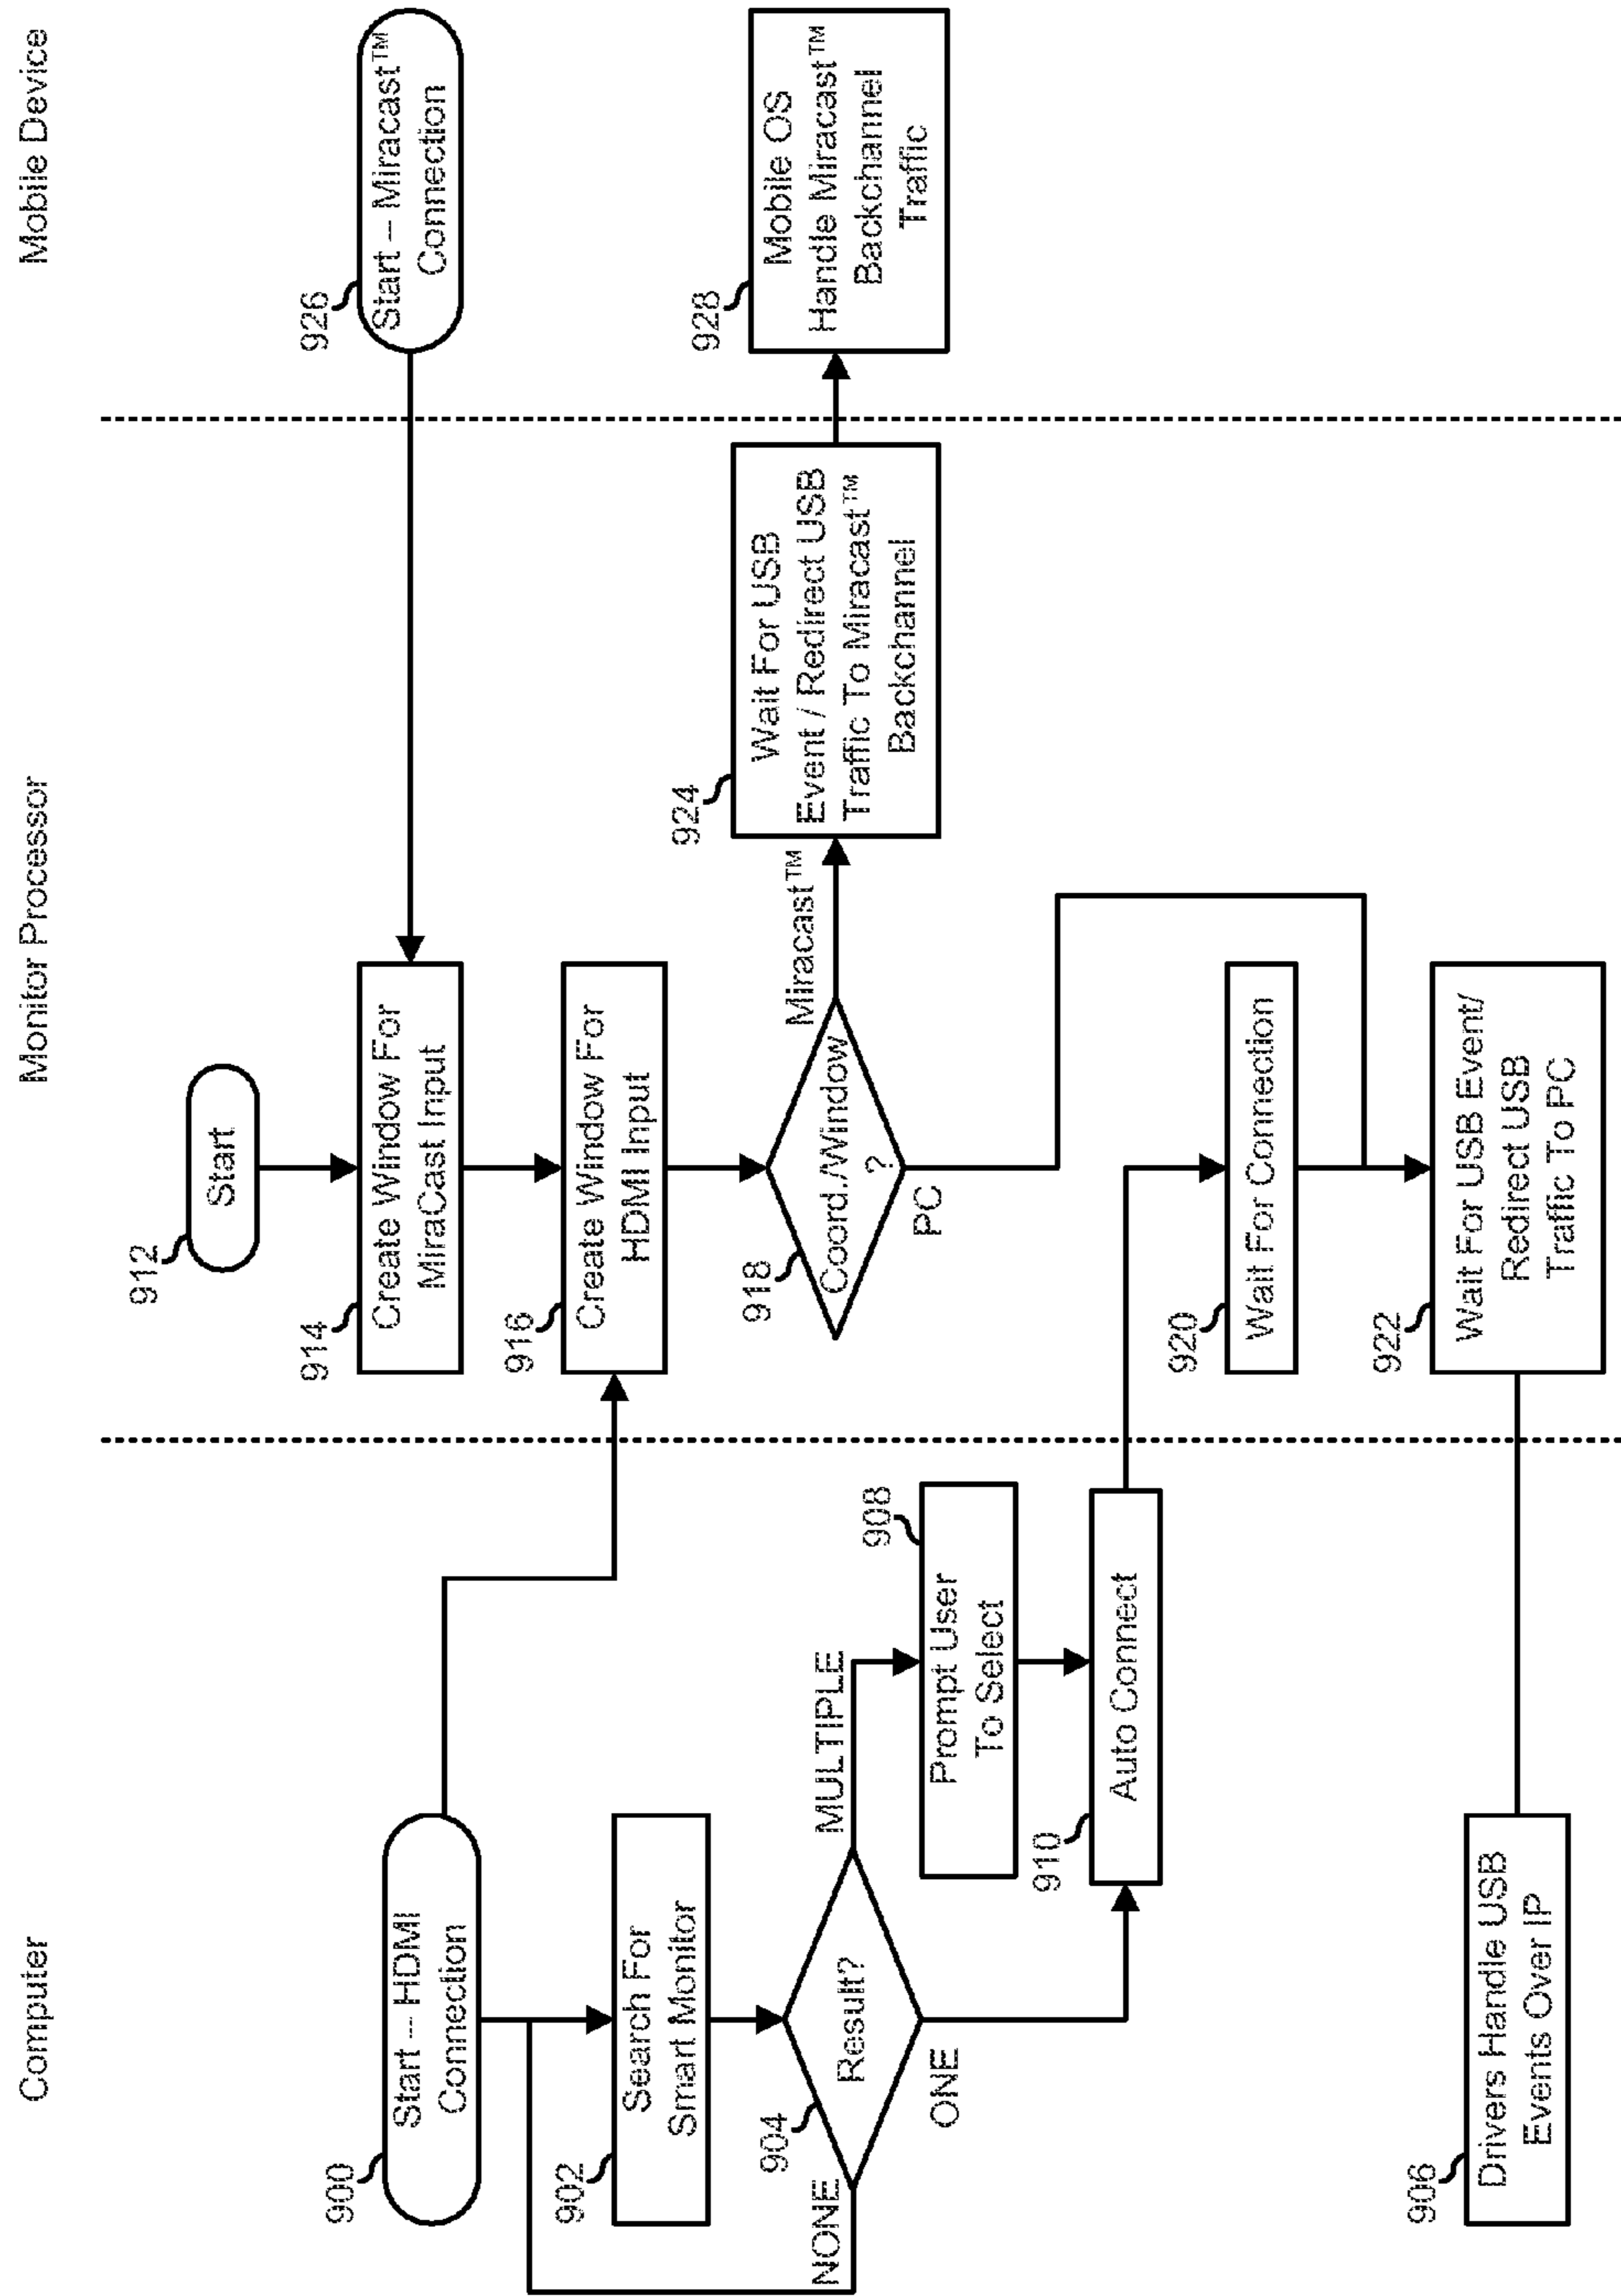 Computer
Monitor Processor
Mobile Device
900
Start -- HDMI
Connection
902
Search For
Smart Monitor
904
Result?
NONE
MULTIPLE
ONE
908
Prompt User
To Select
910
Auto Connect
906
Drivers Handle USB
Events Over IP
912
Start
914
Create Window For
MiraCast Input
916
Create Window For
HDMI Input
918
Coord./Window
?
Miracast™
PC
924
Wait For USB
Event / Redirect USB
Traffic To Miracast™
Backchannel
920
Wait For Connection
922
Wait For USB Event/
Redirect USB
Traffic To PC
926
Start -- Miracast™
Connection
928
Mobile OS
Handle Miracast™
Backchannel
Traffic